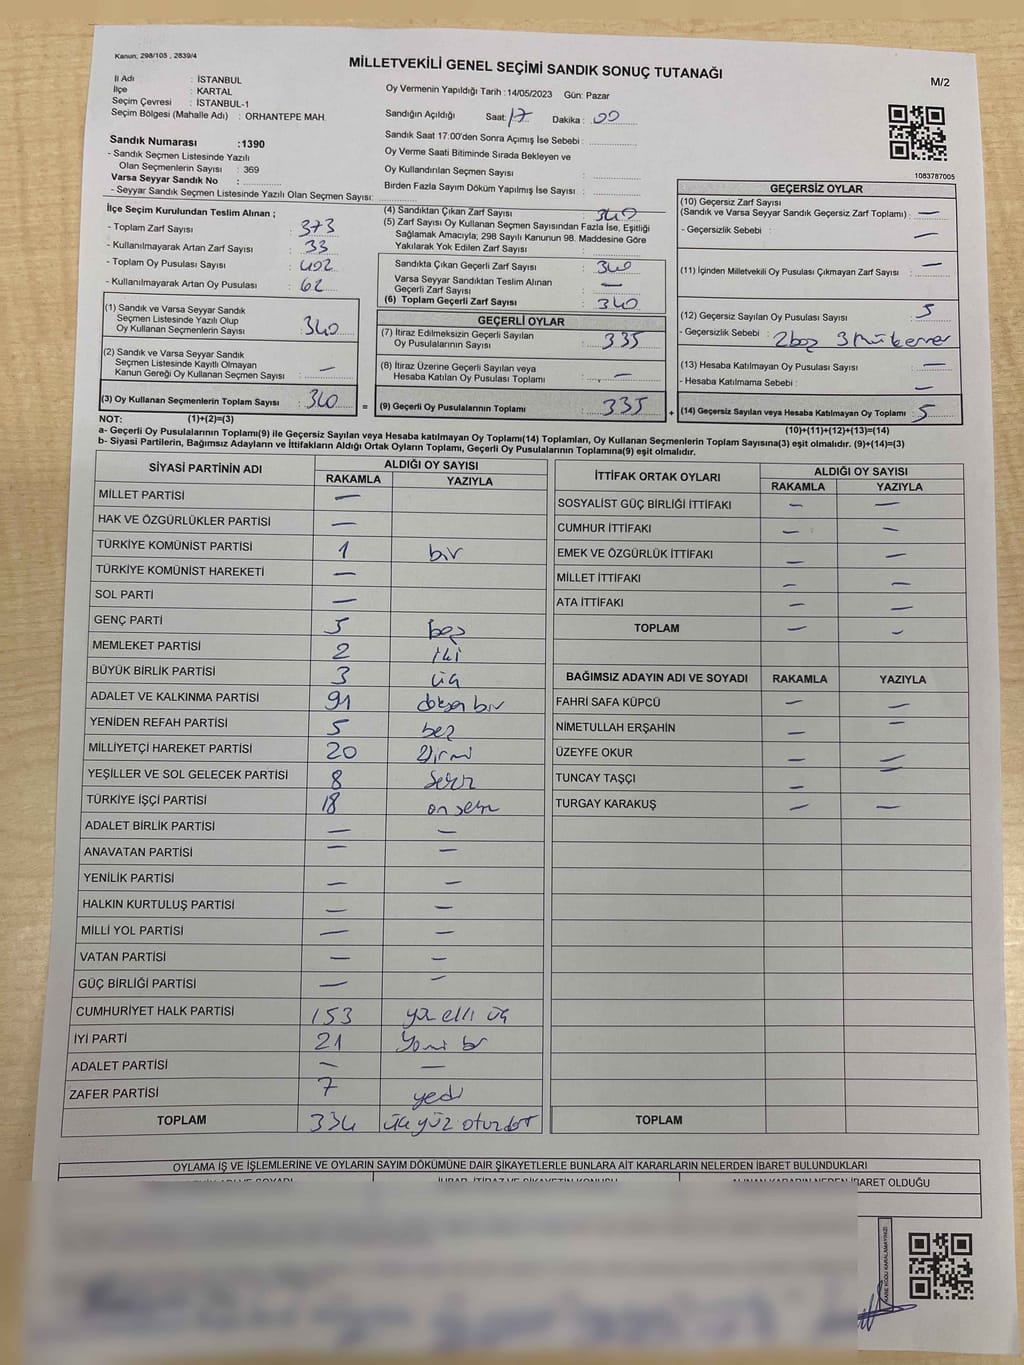 Kanun; 298/105 , 2839/4
MİLLETVEKİLİ GENEL SEÇİMİ SANDIK SONUÇ TUTANAĞI
M/2
İl Adı : İSTANBUL
İlçe : KARTAL
Seçim Çevresi : İSTANBUL-1
Seçim Bölgesi (Mahalle Adı) : ORHANTEPE MAH.
Oy Vermenin Yapıldığı Tarih :14/05/2023 Gün: Pazar
Sandığın Açıldığı Saat: 17 Dakika : 00
Sandık Saat 17:00'den Sonra Açımış İse Sebebi :
Oy Verme Saati Bitiminde Sırada Bekleyen ve
Oy Kullandırılan Seçmen Sayısı :
Birden Fazla Sayım Döküm Yapılmış İse Sayısı :
1083787005
Sandık Numarası :1390
- Sandık Seçmen Listesinde Yazılı
Olan Seçmenlerin Sayısı : 369
Varsa Seyyar Sandık No :
- Seyyar Sandık Seçmen Listesinde Yazılı Olan Seçmen Sayısı:
İlçe Seçim Kurulundan Teslim Alınan ;
- Toplam Zarf Sayısı : 373
- Kullanılmayarak Artan Zarf Sayısı : 33
- Toplam Oy Pusulası Sayısı : 402
- Kullanılmayarak Artan Oy Pusulası : 62
(1) Sandık ve Varsa Seyyar Sandık
Seçmen Listesinde Yazılı Olup
Oy Kullanan Seçmenlerin Sayısı : 340
(2) Sandık ve Varsa Seyyar Sandık
Seçmen Listesinde Kayıtlı Olmayan
Kanun Gereği Oy Kullanan Seçmen Sayısı : —
(3) Oy Kullanan Seçmenlerin Toplam Sayısı : 340
(4) Sandıktan Çıkan Zarf Sayısı : 340
(5) Zarf Sayısı Oy Kullanan Seçmen Sayısından Fazla İse, Eşitliği
Sağlamak Amacıyla; 298 Sayılı Kanunun 98. Maddesine Göre
Yakılarak Yok Edilen Zarf Sayısı :
Sandıkta Çıkan Geçerli Zarf Sayısı : 340
Varsa Seyyar Sandıktan Teslim Alınan
Geçerli Zarf Sayısı : —
(6) Toplam Geçerli Zarf Sayısı : 340
GEÇERLİ OYLAR
(7) İtiraz Edilmeksizin Geçerli Sayılan
Oy Pusulalarının Sayısı : 335
(8) İtiraz Üzerine Geçerli Sayılan veya
Hesaba Katılan Oy Pusulası Toplamı : —
= (9) Geçerli Oy Pusulalarının Toplamı : 335
GEÇERSİZ OYLAR
(10) Geçersiz Zarf Sayısı
(Sandık ve Varsa Seyyar Sandık Geçersiz Zarf Toplamı) : —
- Geçersizlik Sebebi : —
(11) İçinden Milletvekili Oy Pusulası Çıkmayan Zarf Sayısı : —
(12) Geçersiz Sayılan Oy Pusulası Sayısı : 5
- Geçersizlik Sebebi : 2 boş 3 mükerrer
(13) Hesaba Katılmayan Oy Pusulası Sayısı : —
- Hesaba Katılmama Sebebi : —
+ (14) Geçersiz Sayılan veya Hesaba Katılmayan Oy Toplamı : 5
NOT: (1)+(2)=(3)
(10)+(11)+(12)+(13)=(14)
a- Geçerli Oy Pusulalarının Toplamı(9) ile Geçersiz Sayılan veya Hesaba katılmayan Oy Toplamı(14) Toplamları, Oy Kullanan Seçmenlerin Toplam Sayısına(3) eşit olmalıdır. (9)+(14)=(3)
b- Siyasi Partilerin, Bağımsız Adayların ve İttifakların Aldığı Ortak Oyların Toplamı, Geçerli Oy Pusulalarının Toplamına(9) eşit olmalıdır.
SİYASİ PARTİNİN ADI ALDIĞI OY SAYISI
RAKAMLA YAZIYLA
MİLLET PARTİSİ —
HAK VE ÖZGÜRLÜKLER PARTİSİ —
TÜRKİYE KOMÜNİST PARTİSİ 1 bir
TÜRKİYE KOMÜNİST HAREKETİ —
SOL PARTİ —
GENÇ PARTİ 5 beş
MEMLEKET PARTİSİ 2 iki
BÜYÜK BİRLİK PARTİSİ 3 üç
ADALET VE KALKINMA PARTİSİ 91 doksan bir
YENİDEN REFAH PARTİSİ 5 beş
MİLLİYETÇİ HAREKET PARTİSİ 20 yirmi
YEŞİLLER VE SOL GELECEK PARTİSİ 8 sekiz
TÜRKİYE İŞÇİ PARTİSİ 18 on sekiz
ADALET BİRLİK PARTİSİ — —
ANAVATAN PARTİSİ — —
YENİLİK PARTİSİ — —
HALKIN KURTULUŞ PARTİSİ — —
MİLLİ YOL PARTİSİ — —
VATAN PARTİSİ — —
GÜÇ BİRLİĞİ PARTİSİ — —
CUMHURİYET HALK PARTİSİ 153 yüz elli üç
İYİ PARTİ 21 Yirmi bir
ADALET PARTİSİ — —
ZAFER PARTİSİ 7 yedi
TOPLAM 334 üç yüz otuz dört
İTTİFAK ORTAK OYLARI ALDIĞI OY SAYISI
RAKAMLA YAZIYLA
SOSYALİST GÜÇ BİRLİĞİ İTTİFAKI — —
CUMHUR İTTİFAKI — —
EMEK VE ÖZGÜRLÜK İTTİFAKI — —
MİLLET İTTİFAKI — —
ATA İTTİFAKI — —
TOPLAM — —
BAĞIMSIZ ADAYIN ADI VE SOYADI RAKAMLA YAZIYLA
FAHRİ SAFA KÜPCÜ — —
NİMETULLAH ERŞAHİN — —
ÜZEYFE OKUR — —
TUNCAY TAŞÇI — —
TURGAY KARAKUŞ — —
TOPLAM
OYLAMA İŞ VE İŞLEMLERİNE VE OYLARIN SAYIM DÖKÜMÜNE DAİR ŞİKAYETLERLE BUNLARA AİT KARARLARIN NELERDEN İBARET BULUNDUKLARI
İBARET OLDUĞU